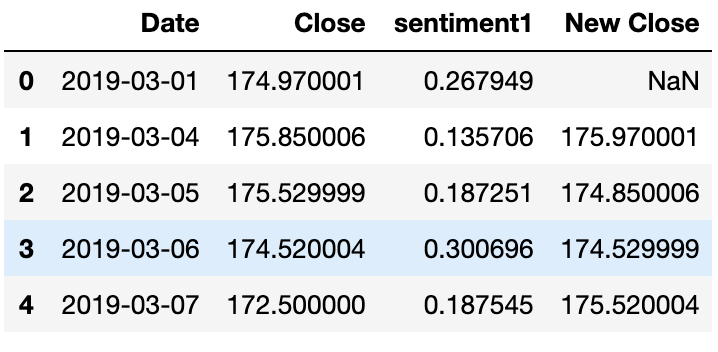 Date Close sentiment1 New Close
0 2019-03-01 174.970001 0.267949 NaN
1 2019-03-04 175.850006 0.135706 175.970001
2 2019-03-05 175.529999 0.187251 174.850006
3 2019-03-06 174.520004 0.300696 174.529999
4 2019-03-07 172.500000 0.187545 175.520004